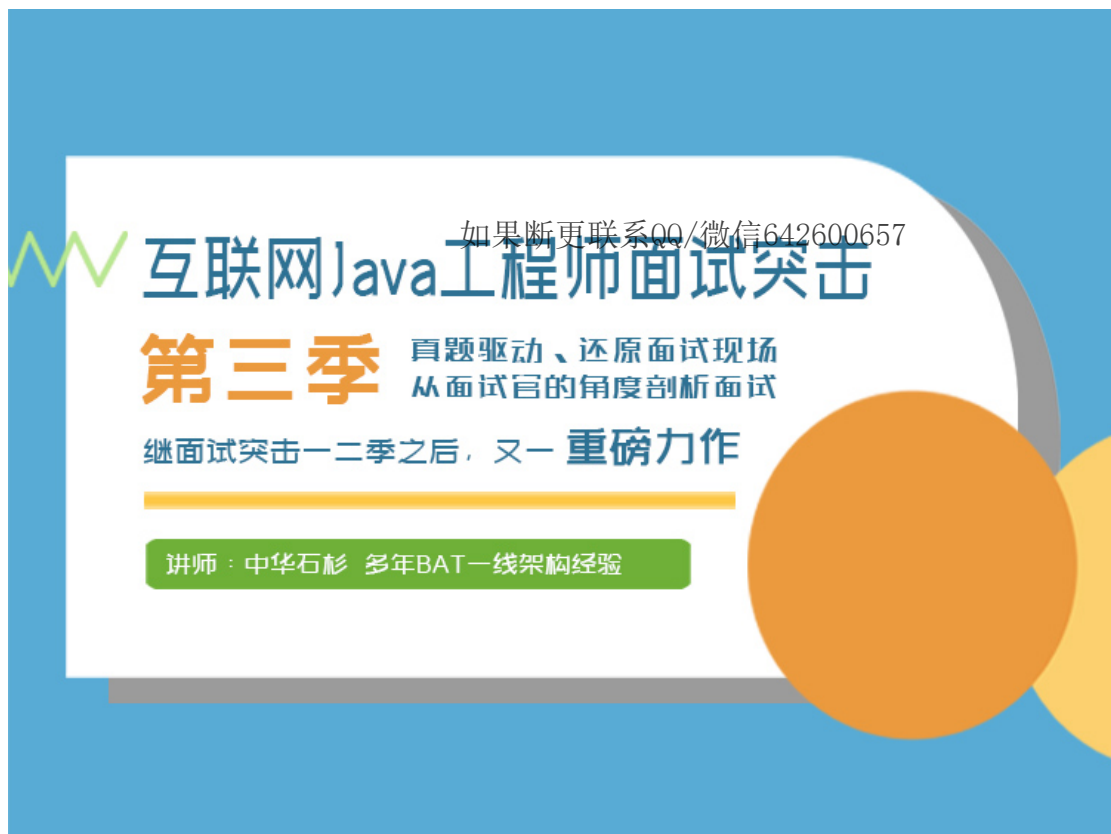 如果断更联系QQ/微信642600657
互联网Java工程师面试突击
第三季
真题驱动、还原面试现场
从面试官的角度剖析面试
继面试突击一二季之后，又一 重磅力作
讲师：中华石杉 多年BAT一线架构经验